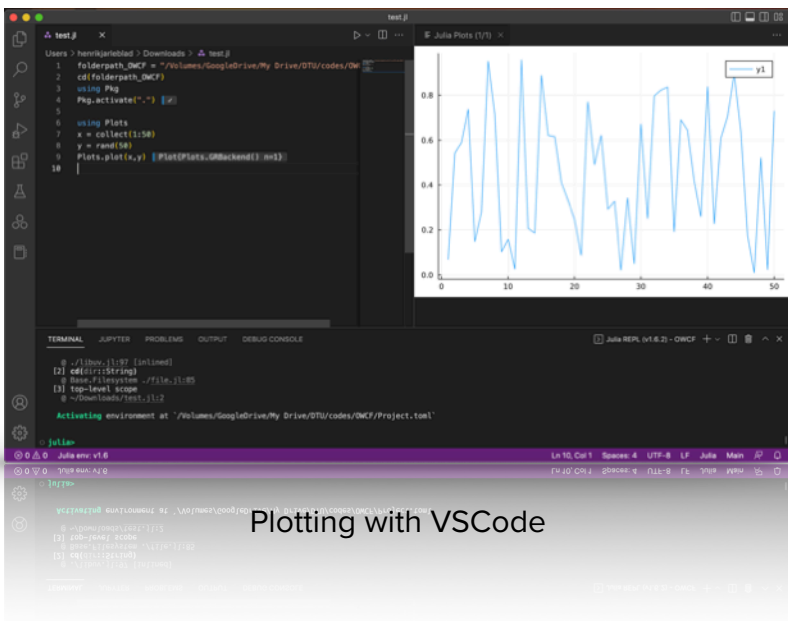 test.jl
test.jl
Julia Plots (1/1)
Users > henrikjarleblad > Downloads > test.jl
1 folderpath_OWCF = "/Volumes/GoogleDrive/My Drive/DTU/codes/OW
2 cd(folderpath_OWCF)
3 using Pkg
4 Pkg.activate(".") ✓
5
6 using Plots
7 x = collect(1:50)
8 y = rand(50)
9 Plots.plot(x,y) Plot{Plots.GRBackend() n=1}
10
y1
0.8
0.6
0.4
0.2
0.0
0 10 20 30 40 50
TERMINAL JUPYTER PROBLEMS OUTPUT DEBUG CONSOLE
Julia REPL (v1.6.2) - OWCF
@ ./libuv.jl:97 [inlined]
[2] cd(dir::String)
@ Base.Filesystem ./file.jl:85
[3] top-level scope
@ ~/Downloads/test.jl:2
Activating environment at `/Volumes/GoogleDrive/My Drive/DTU/codes/OWCF/Project.toml`
julia>
0 0 Julia env: v1.6
Ln 10, Col 1 Spaces: 4 UTF-8 LF Julia Main
Plotting with VSCode